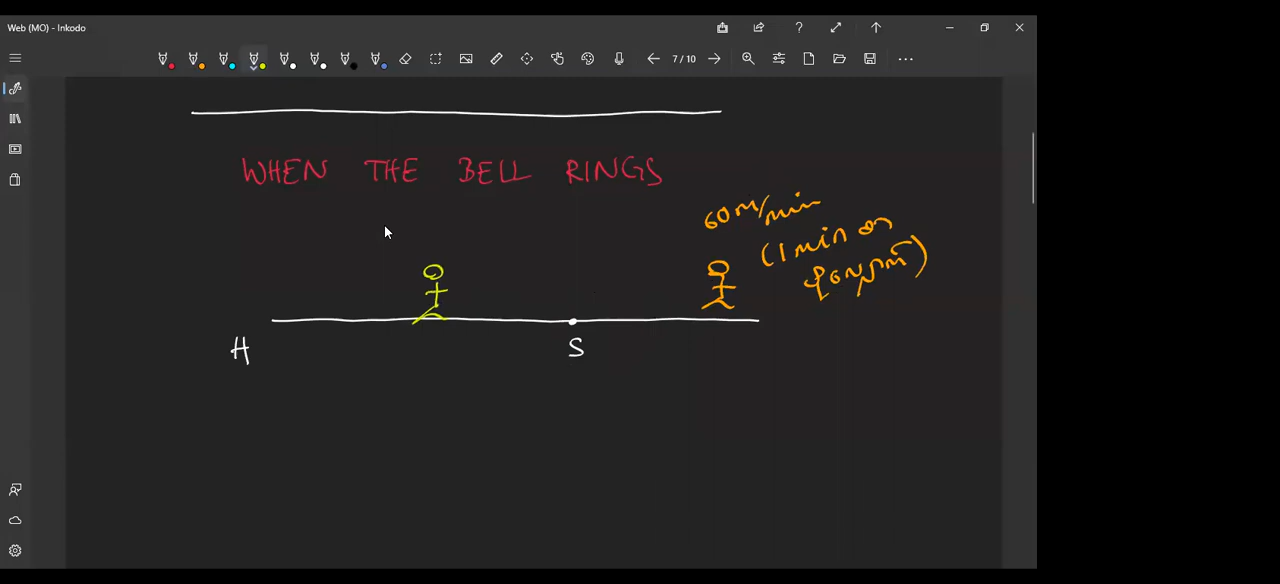 Web (MO) - Inkodo
7 / 10
WHEN THE BELL RINGS
60m/min
(1 min
H
S